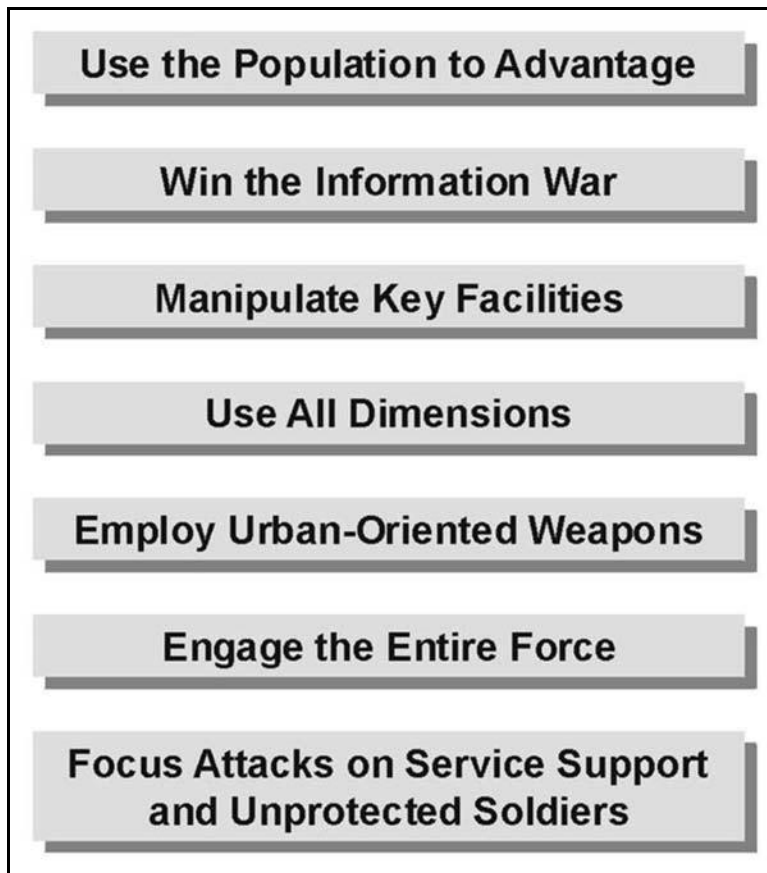 Use the Population to Advantage
Win the Information War
Manipulate Key Facilities
Use All Dimensions
Employ Urban-Oriented Weapons
Engage the Entire Force
Focus Attacks on Service Support
and Unprotected Soldiers